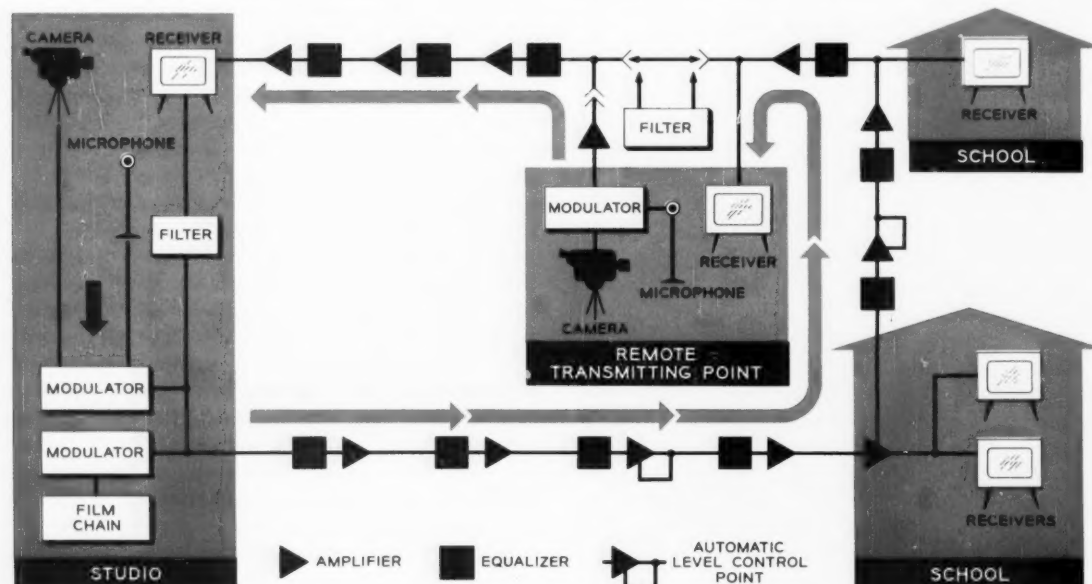 CAMERA
RECEIVER
MICROPHONE
FILTER
MODULATOR
MODULATOR
FILM
CHAIN
STUDIO
FILTER
MODULATOR
RECEIVER
MICROPHONE
CAMERA
REMOTE
TRANSMITTING POINT
RECEIVER
SCHOOL
RECEIVERS
SCHOOL
AMPLIFIER
EQUALIZER
AUTOMATIC
LEVEL CONTROL
POINT